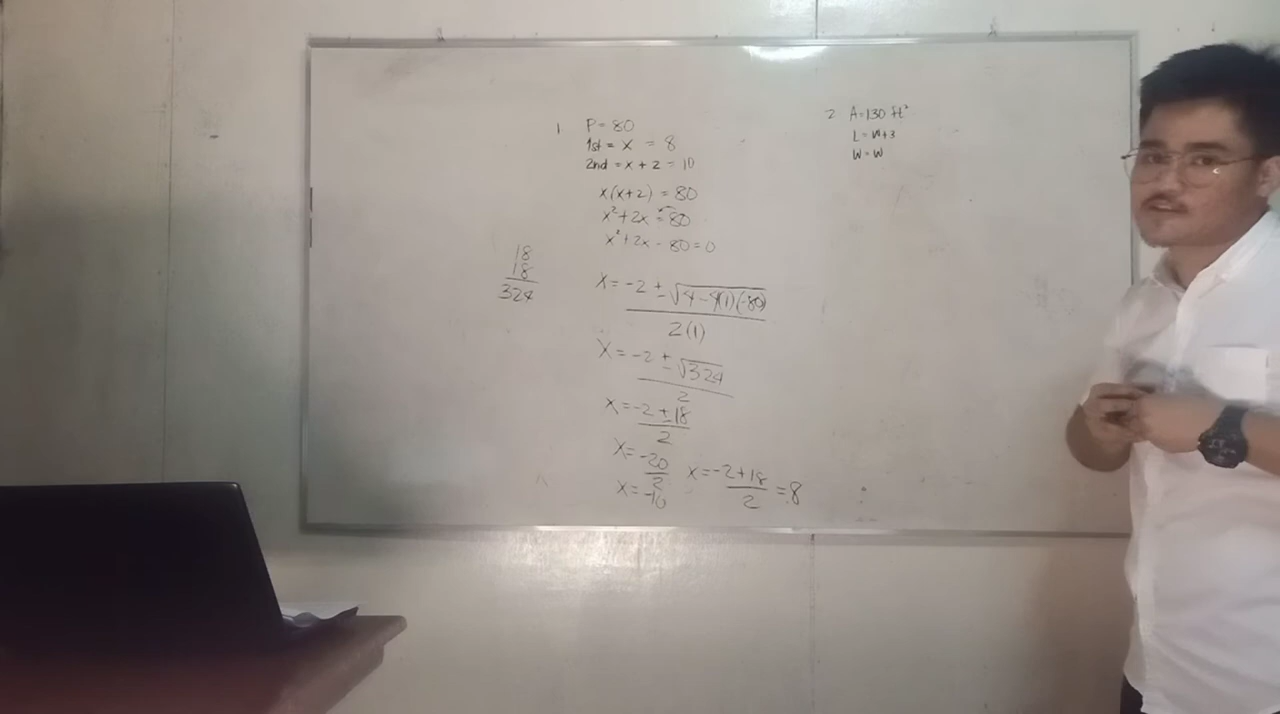 1 P = 80
1st = x = 8
2nd = x + 2 = 10
x(x+2) = 80
x² + 2x = 80
x² + 2x - 80 = 0
18
18
324
x = -2 ± √4 - 4(1)(-80)
2(1)
x = -2 ± √324
2
x = -2 ± 18
2
x = -20
2
x = -10
x = -2 + 18
2
= 8
2 A = 130 ft²
L = W+3
W = W